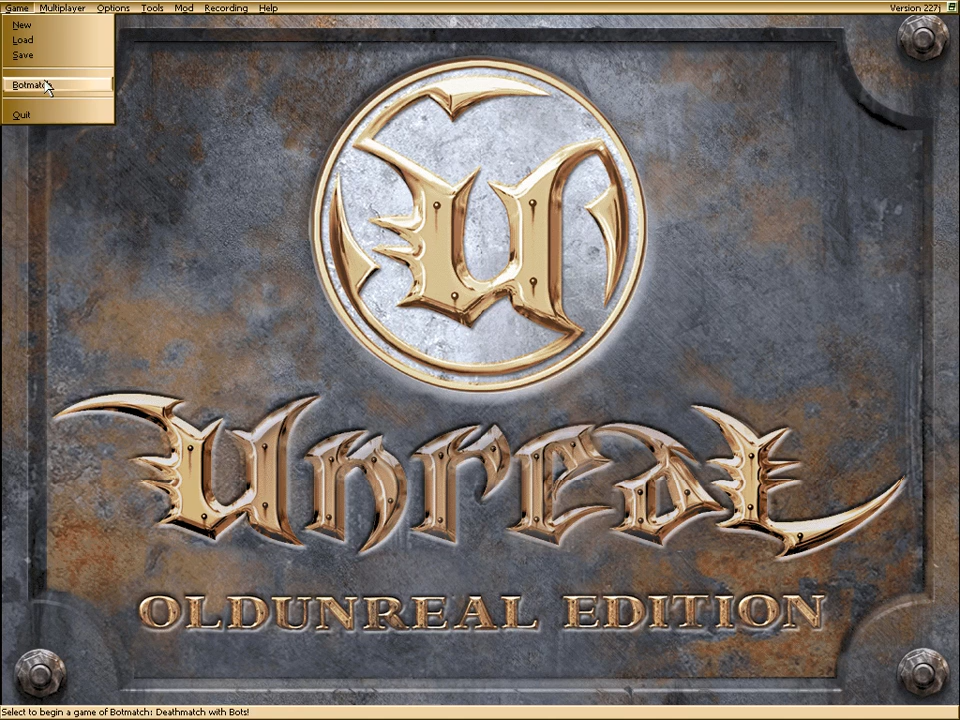 Game Multiplayer Options Tools Mod Recording Help Version 227j
New
Load
Save
Botmatch
Quit
U
Unreal
OLDUNREAL EDITION
Select to begin a game of Botmatch: Deathmatch with Bots!